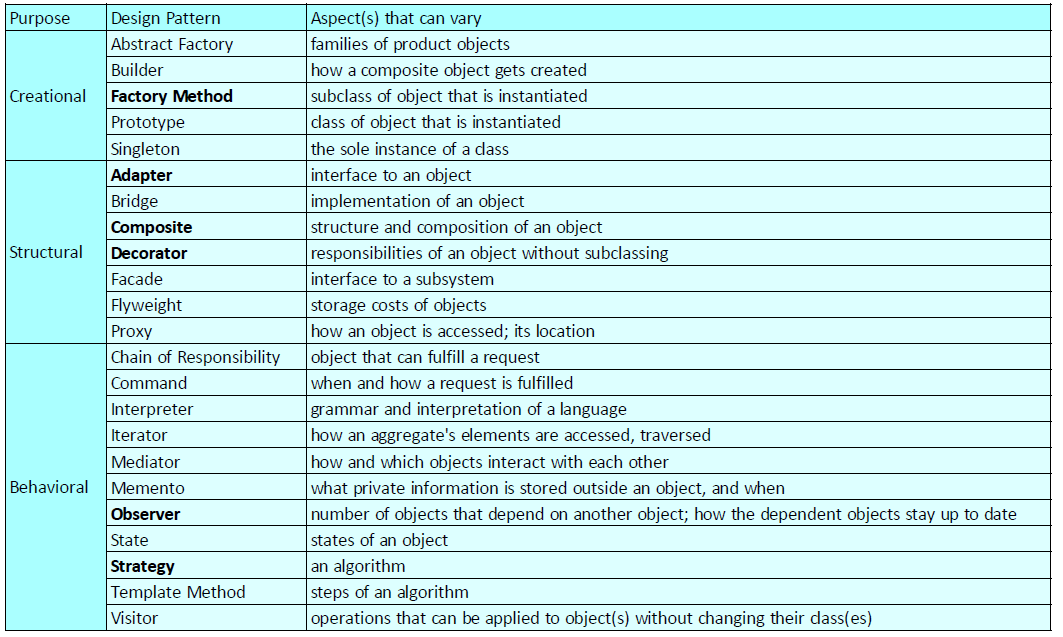 Purpose Design Pattern Aspect(s) that can vary
Creational
Abstract Factory families of product objects
Builder how a composite object gets created
Factory Method subclass of object that is instantiated
Prototype class of object that is instantiated
Singleton the sole instance of a class
Structural
Adapter interface to an object
Bridge implementation of an object
Composite structure and composition of an object
Decorator responsibilities of an object without subclassing
Facade interface to a subsystem
Flyweight storage costs of objects
Proxy how an object is accessed; its location
Behavioral
Chain of Responsibility object that can fulfill a request
Command when and how a request is fulfilled
Interpreter grammar and interpretation of a language
Iterator how an aggregate's elements are accessed, traversed
Mediator how and which objects interact with each other
Memento what private information is stored outside an object, and when
Observer number of objects that depend on another object; how the dependent objects stay up to date
State states of an object
Strategy an algorithm
Template Method steps of an algorithm
Visitor operations that can be applied to object(s) without changing their class(es)